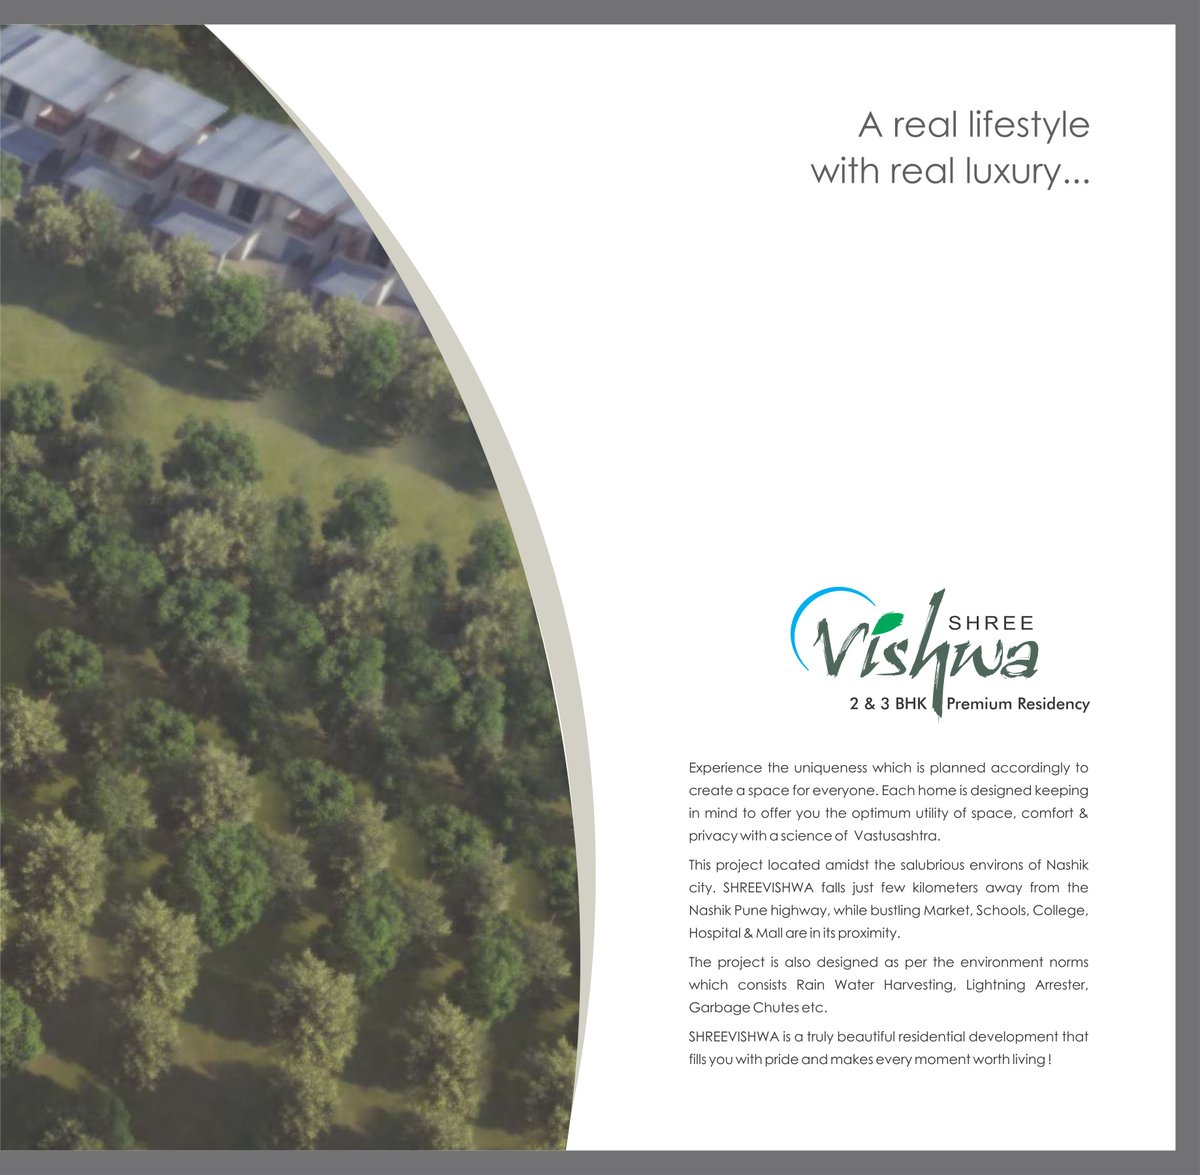 A real lifestyle
with real luxury...
SHREE
Vishwa
2 & 3 BHK Premium Residency
Experience the uniqueness which is planned accordingly to
create a space for everyone. Each home is designed keeping
in mind to offer you the optimum utility of space, comfort &
privacy with a science of Vastusashtra.
This project located amidst the salubrious environs of Nashik
city. SHREEVISHWA falls just few kilometers away from the
Nashik Pune highway, while bustling Market, Schools, College,
Hospital & Mall are in its proximity.
The project is also designed as per the environment norms
which consists Rain Water Harvesting, Lightning Arrester,
Garbage Chutes etc.
SHREEVISHWA is a truly beautiful residential development that
fills you with pride and makes every moment worth living !